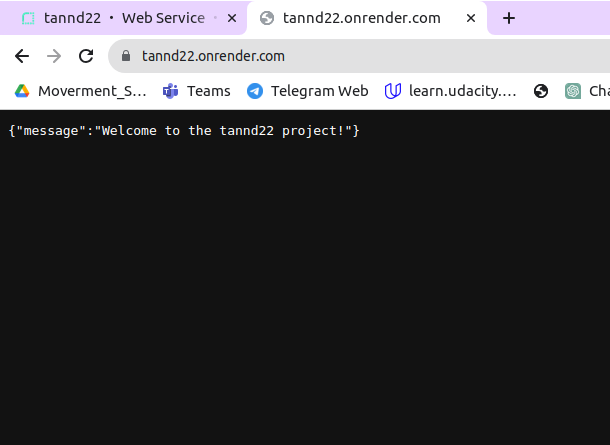 tannd22 • Web Service •
tannd22.onrender.com
tannd22.onrender.com
Moverment_S... Teams Telegram Web learn.udacity.... Cha
{"message":"Welcome to the tannd22 project!"}